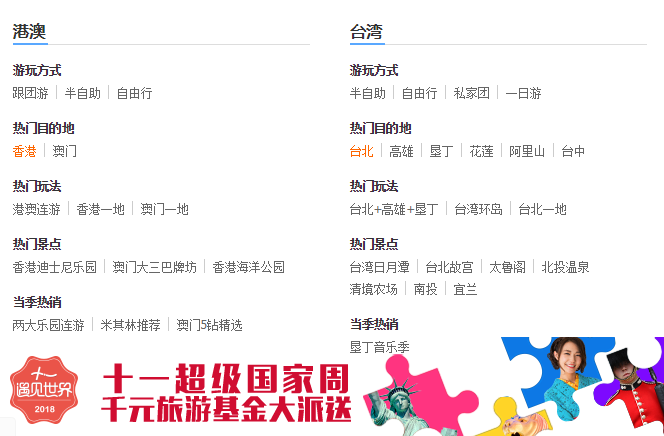 港澳
游玩方式
跟团游 半自助 自由行
热门目的地
香港 澳门
热门玩法
港澳连游 香港一地 澳门一地
热门景点
香港迪士尼乐园 澳门大三巴牌坊 香港海洋公园
当季热销
两大乐园连游 米其林推荐 澳门5钻精选
台湾
游玩方式
半自助 自由行 私家团 一日游
热门目的地
台北 高雄 垦丁 花莲 阿里山 台中
热门玩法
台北+高雄+垦丁 台湾环岛 台北一地
热门景点
台湾日月潭 台北故宫 太鲁阁 北投温泉
清境农场 南投 宜兰
当季热销
垦丁音乐季
十一
遇见世界
2018
十一超级国家周
千元旅游基金大派送